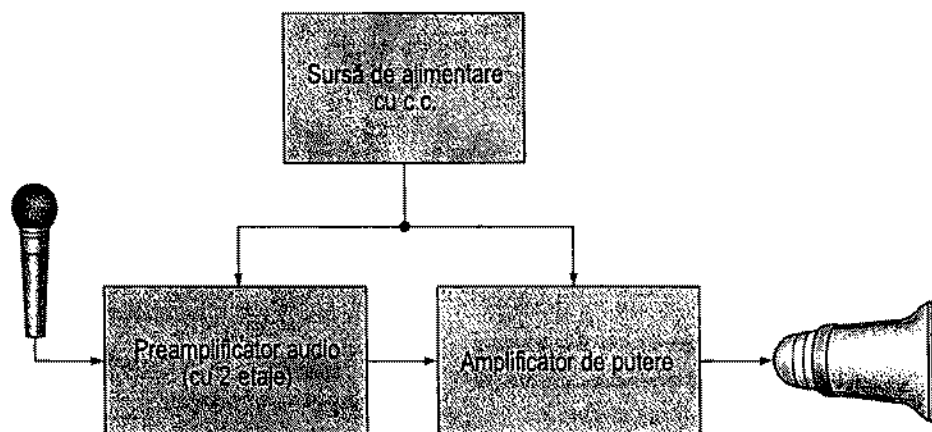 Sursă de alimentare
cu c.c.
Preamplificator audio
(cu 2 etaje)
Amplificator de putere